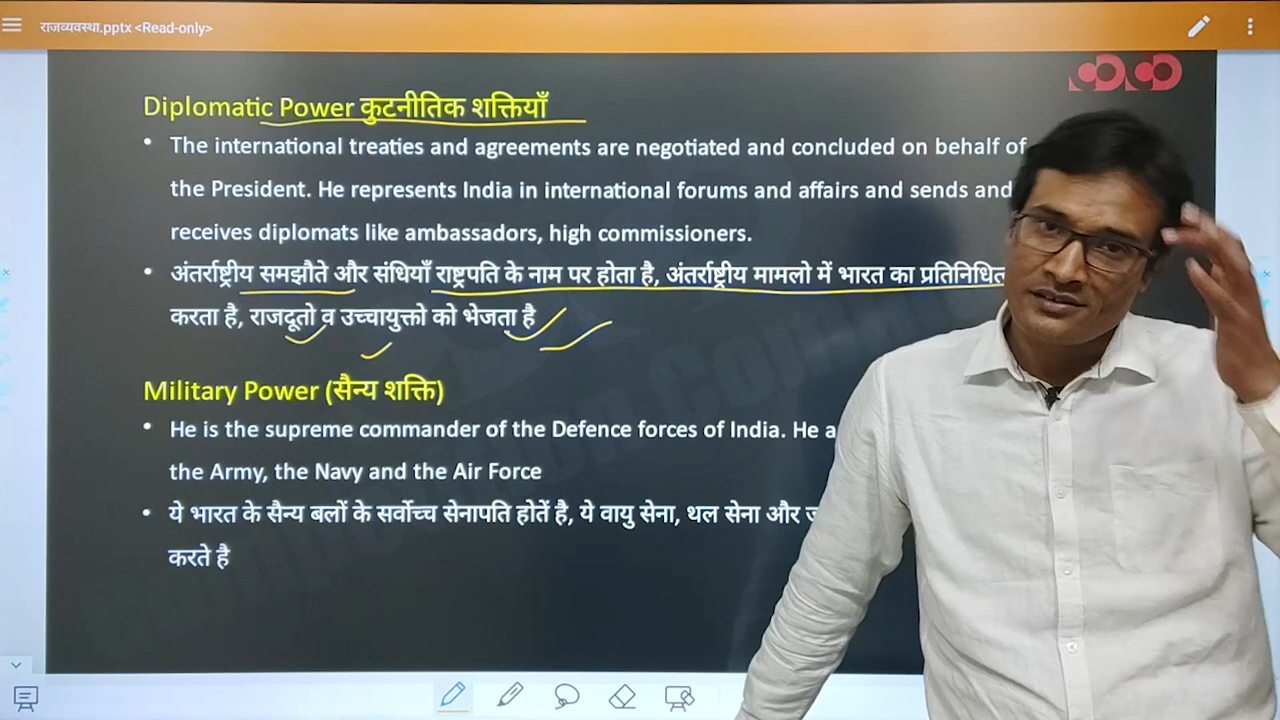 राजव्यवस्था.pptx <Read-only>
Diplomatic Power कुटनीतिक शक्तियाँ
• The international treaties and agreements are negotiated and concluded on behalf of
the President. He represents India in international forums and affairs and sends and
receives diplomats like ambassadors, high commissioners.
• अंतर्राष्ट्रीय समझौते और संधियाँ राष्ट्रपति के नाम पर होता है, अंतर्राष्ट्रीय मामलो में भारत का
करता है, राजदूतो व उच्चायुक्तो को भेजता है
Military Power (सैन्य शक्ति)
• He is the supreme commander of the Defence forces of India. He
the Army, the Navy and the Air Force
• ये भारत के सैन्य बलों के सर्वोच्च सेनापति होतें है, ये वायु सेना, थल सेना और
करते है